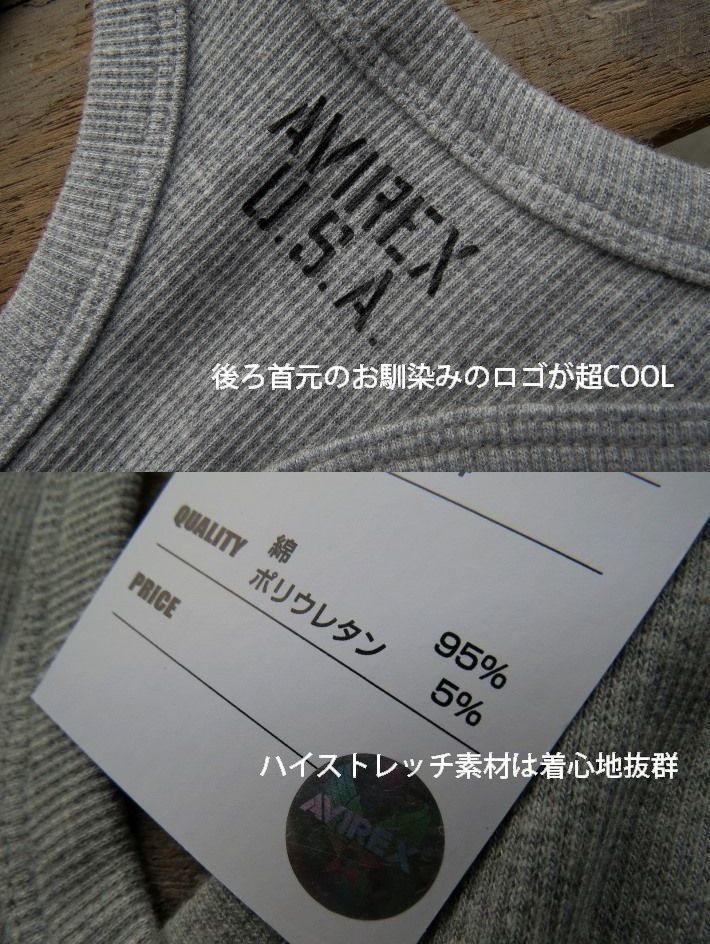 AVIREX
U.S.A.
後ろ首元のお馴染みのロゴが超COOL
QUALITY 綿 95%
ポリウレタン 5%
PRICE
ハイストレッチ素材は着心地抜群
AVIREX